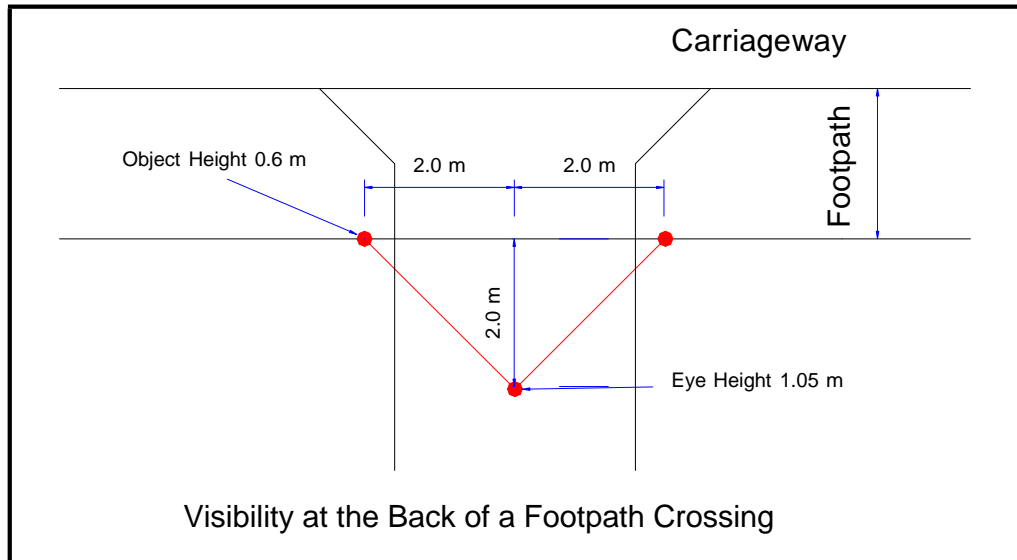 Carriageway
Object Height 0.6 m
2.0 m
2.0 m
Footpath
2.0 m
Eye Height 1.05 m
Visibility at the Back of a Footpath Crossing